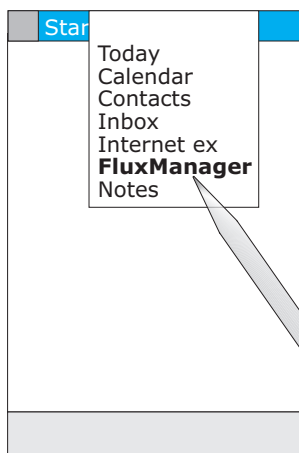 Star
Today
Calendar
Contacts
Inbox
Internet ex
FluxManager
Notes